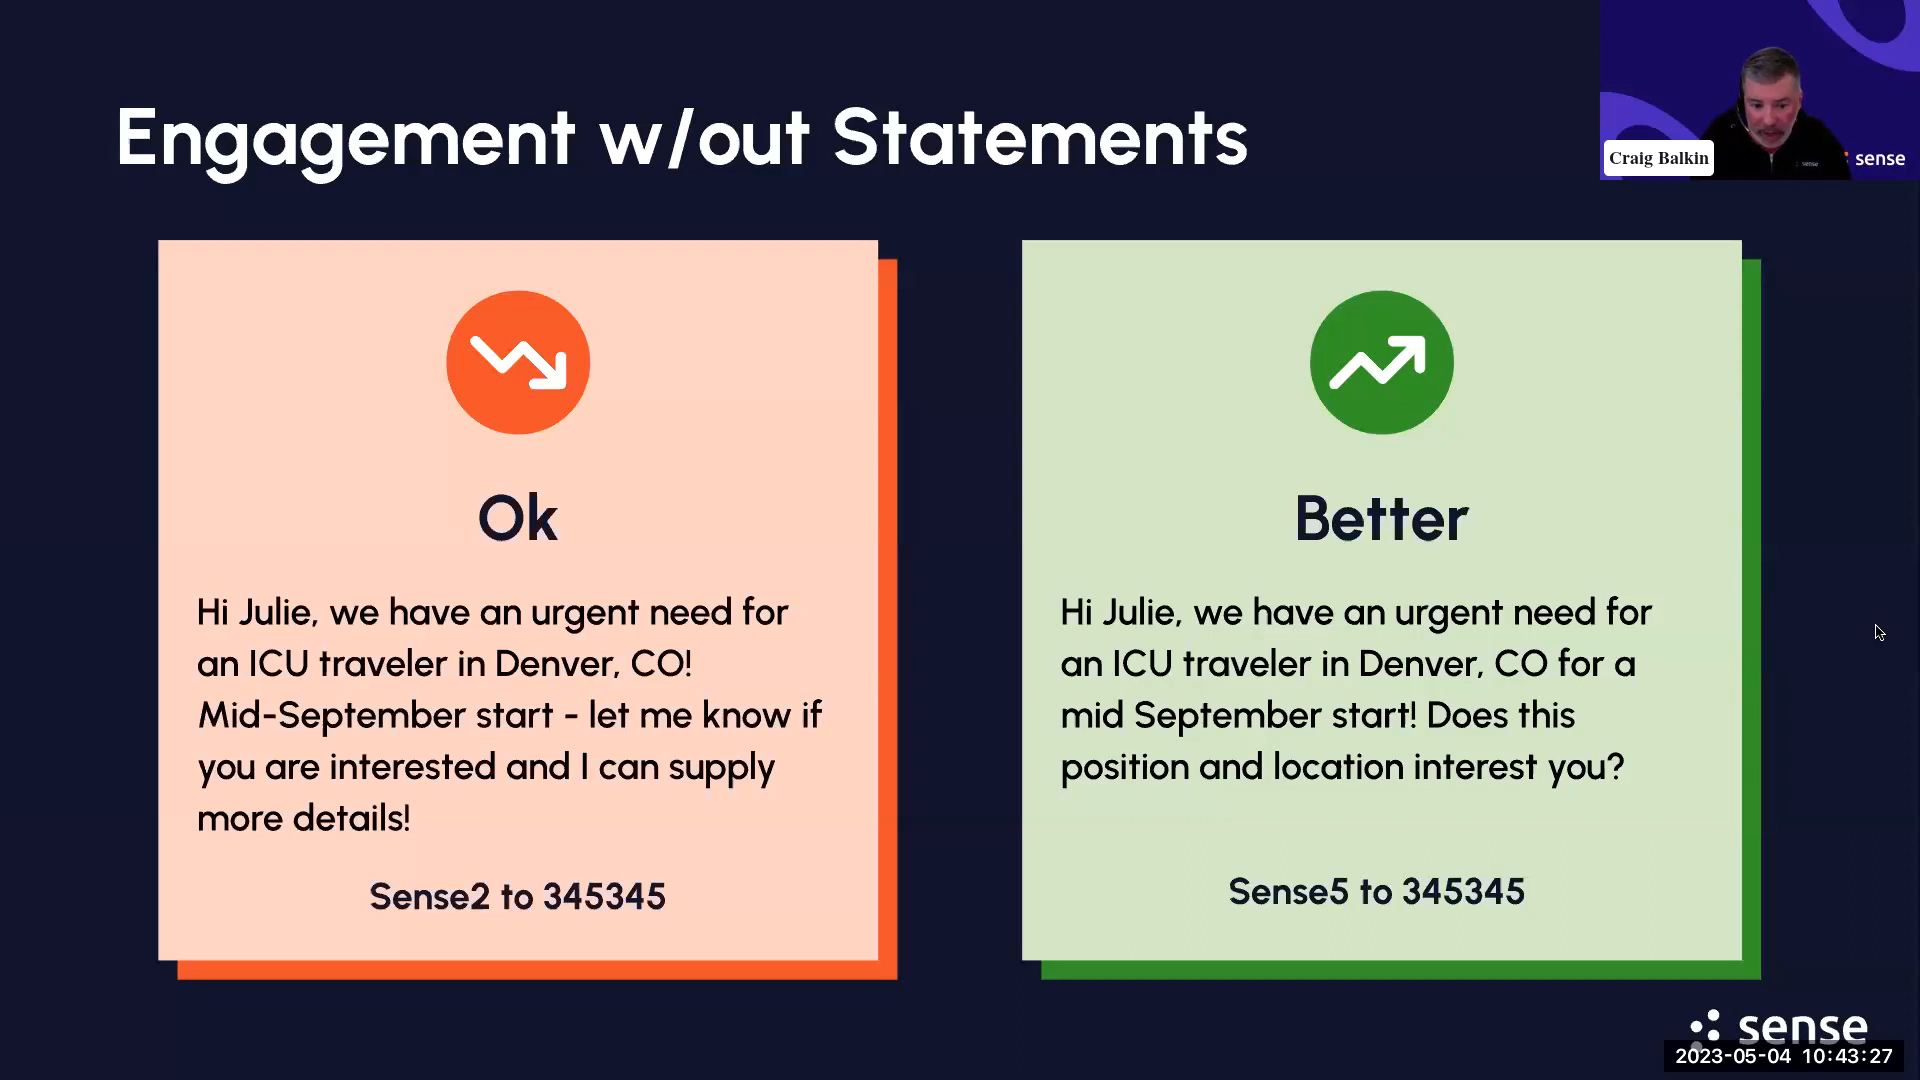 Engagement w/out Statements
Craig Balkin
sense
Ok
Hi Julie, we have an urgent need for
an ICU traveler in Denver, CO!
Mid-September start - let me know if
you are interested and I can supply
more details!
Sense2 to 345345
Better
Hi Julie, we have an urgent need for
an ICU traveler in Denver, CO for a
mid September start! Does this
position and location interest you?
Sense5 to 345345
sense
2023-05-04 10:43:27